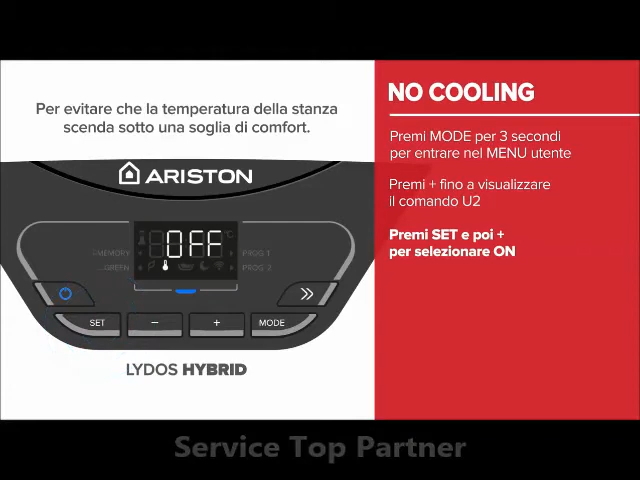 Per evitare che la temperatura della stanza
scenda sotto una soglia di comfort.
ARISTON
OFF
°C
MEMORY
GREEN
PROG 1
PROG 2
SET
−
+
MODE
LYDOS HYBRID
NO COOLING
Premi MODE per 3 secondi
per entrare nel MENU utente
Premi + fino a visualizzare
il comando U2
Premi SET e poi +
per selezionare ON
Service Top Partner